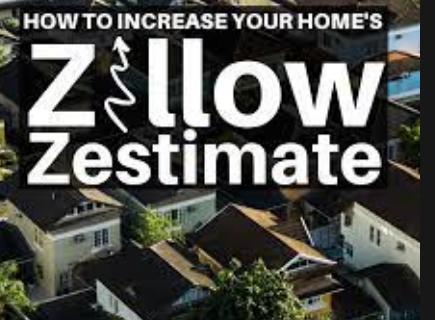 HOW TO INCREASE YOUR HOME'S
Zillow
Zestimate